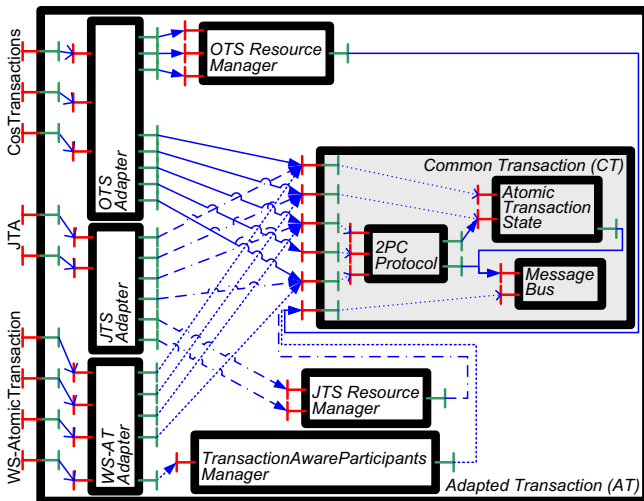 CosTransactions
OTS
Adapter
OTS Resource
Manager
Common Transaction (CT)
Atomic
Transaction
State
2PC
Protocol
Message
Bus
JTA
JTS
Adapter
JTS Resource
Manager
WS-AtomicTransaction
WS-AT
Adapter
TransactionAwareParticipants
Manager
Adapted Transaction (AT)